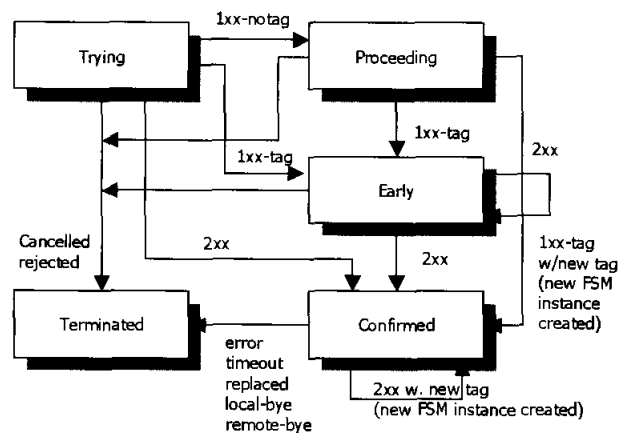 1xx-notag
Trying
Proceeding
1xx-tag
2xx
1xx-tag
Early
Cancelled
rejected
2xx
2xx
1xx-tag
w/new tag
(new FSM
instance
created)
Terminated
Confirmed
error
timeout
replaced
local-bye
remote-bye
2xx w. new tag
(new FSM instance created)